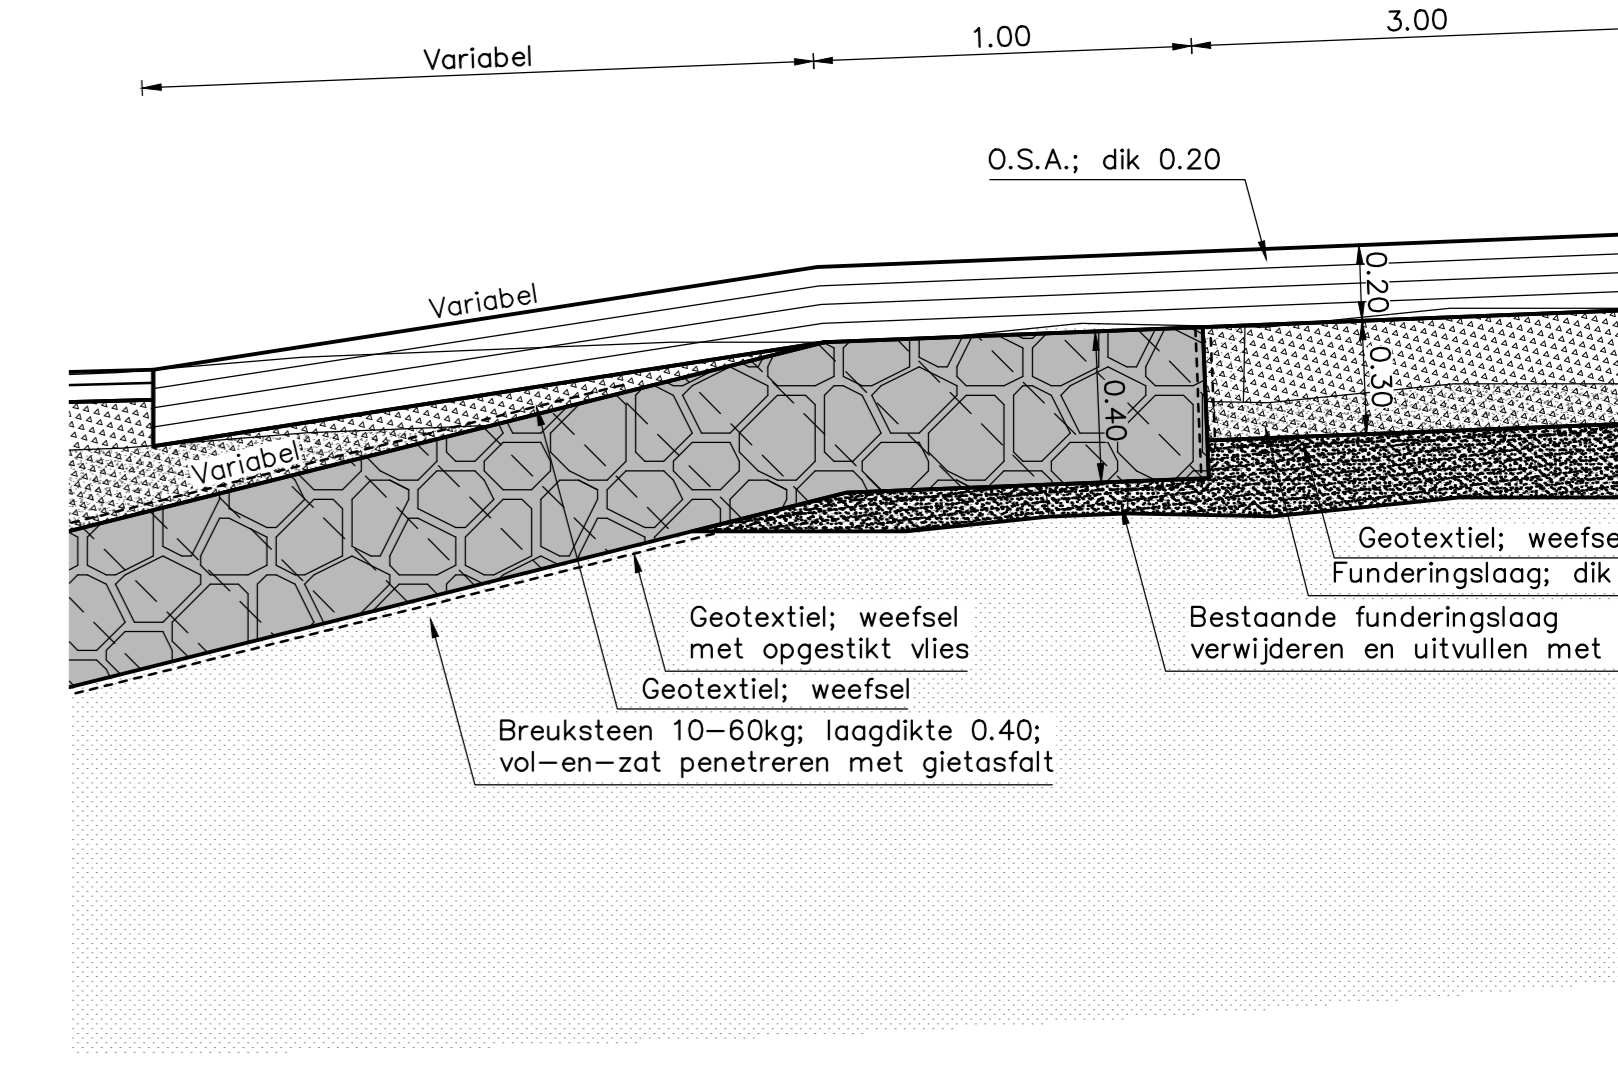 3.00
1.00
Variabel
O.S.A.; dik 0.20
0.20
Variabel
0.30
0.40
Variabel
Geotextiel; weefse
Funderingslaag; dik
Bestaande funderingslaag
verwijderen en uitvullen met
Geotextiel; weefsel
met opgestikt vlies
Geotextiel; weefsel
Breuksteen 10-60kg; laagdikte 0.40;
vol-en-zat penetreren met gietasfalt